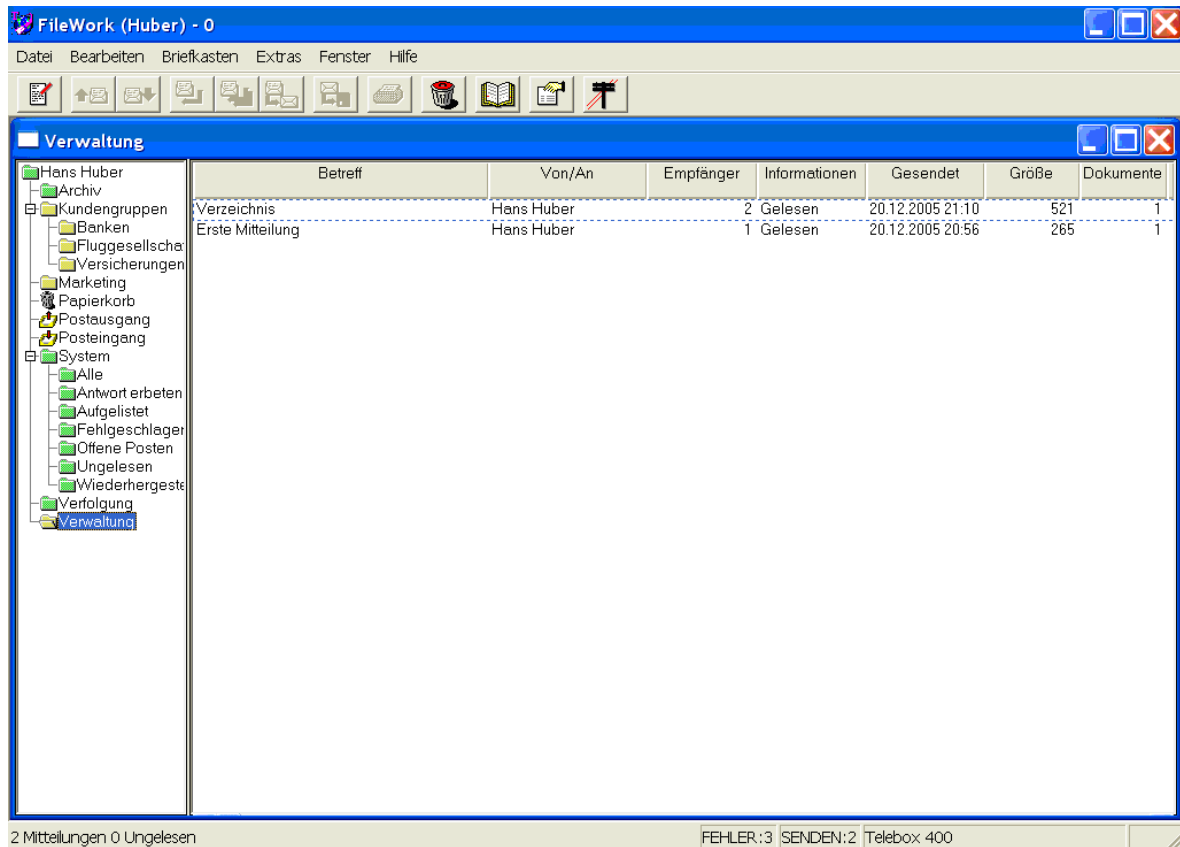 FileWork (Huber) - 0
Datei Bearbeiten Briefkasten Extras Fenster Hilfe
Verwaltung
Hans Huber
Archiv
Kundengruppen
Banken
Fluggesellscha
Versicherungen
Marketing
Papierkorb
Postausgang
Posteingang
System
Alle
Antwort erbeten
Aufgelistet
Fehlgeschlagen
Offene Posten
Ungelesen
Wiederhergeste
Verfolgung
Verwaltung
Betreff Von/An Empfänger Informationen Gesendet Größe Dokumente
Verzeichnis Hans Huber 2 Gelesen 20.12.2005 21:10 521 1
Erste Mitteilung Hans Huber 1 Gelesen 20.12.2005 20:56 265 1
2 Mitteilungen 0 Ungelesen FEHLER:3 SENDEN:2 Telebox 400